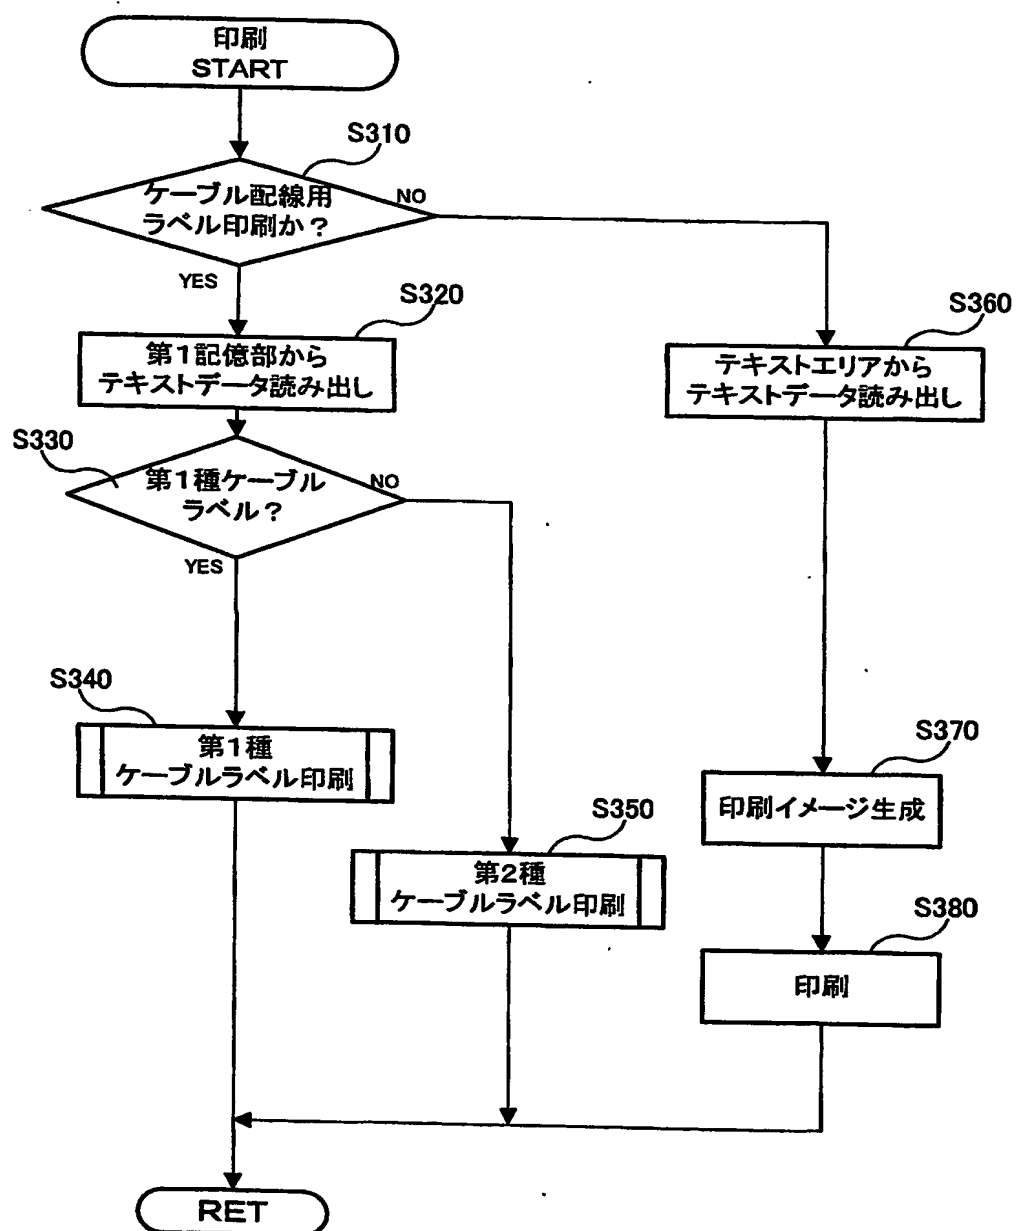 印刷
START
S310
ケーブル配線用
ラベル印刷か？
NO
YES
S320
第1記憶部から
テキストデータ読み出し
S360
テキストエリアから
テキストデータ読み出し
S330
第1種ケーブル
ラベル？
NO
YES
S340
第1種
ケーブルラベル印刷
S350
第2種
ケーブルラベル印刷
S370
印刷イメージ生成
S380
印刷
RET